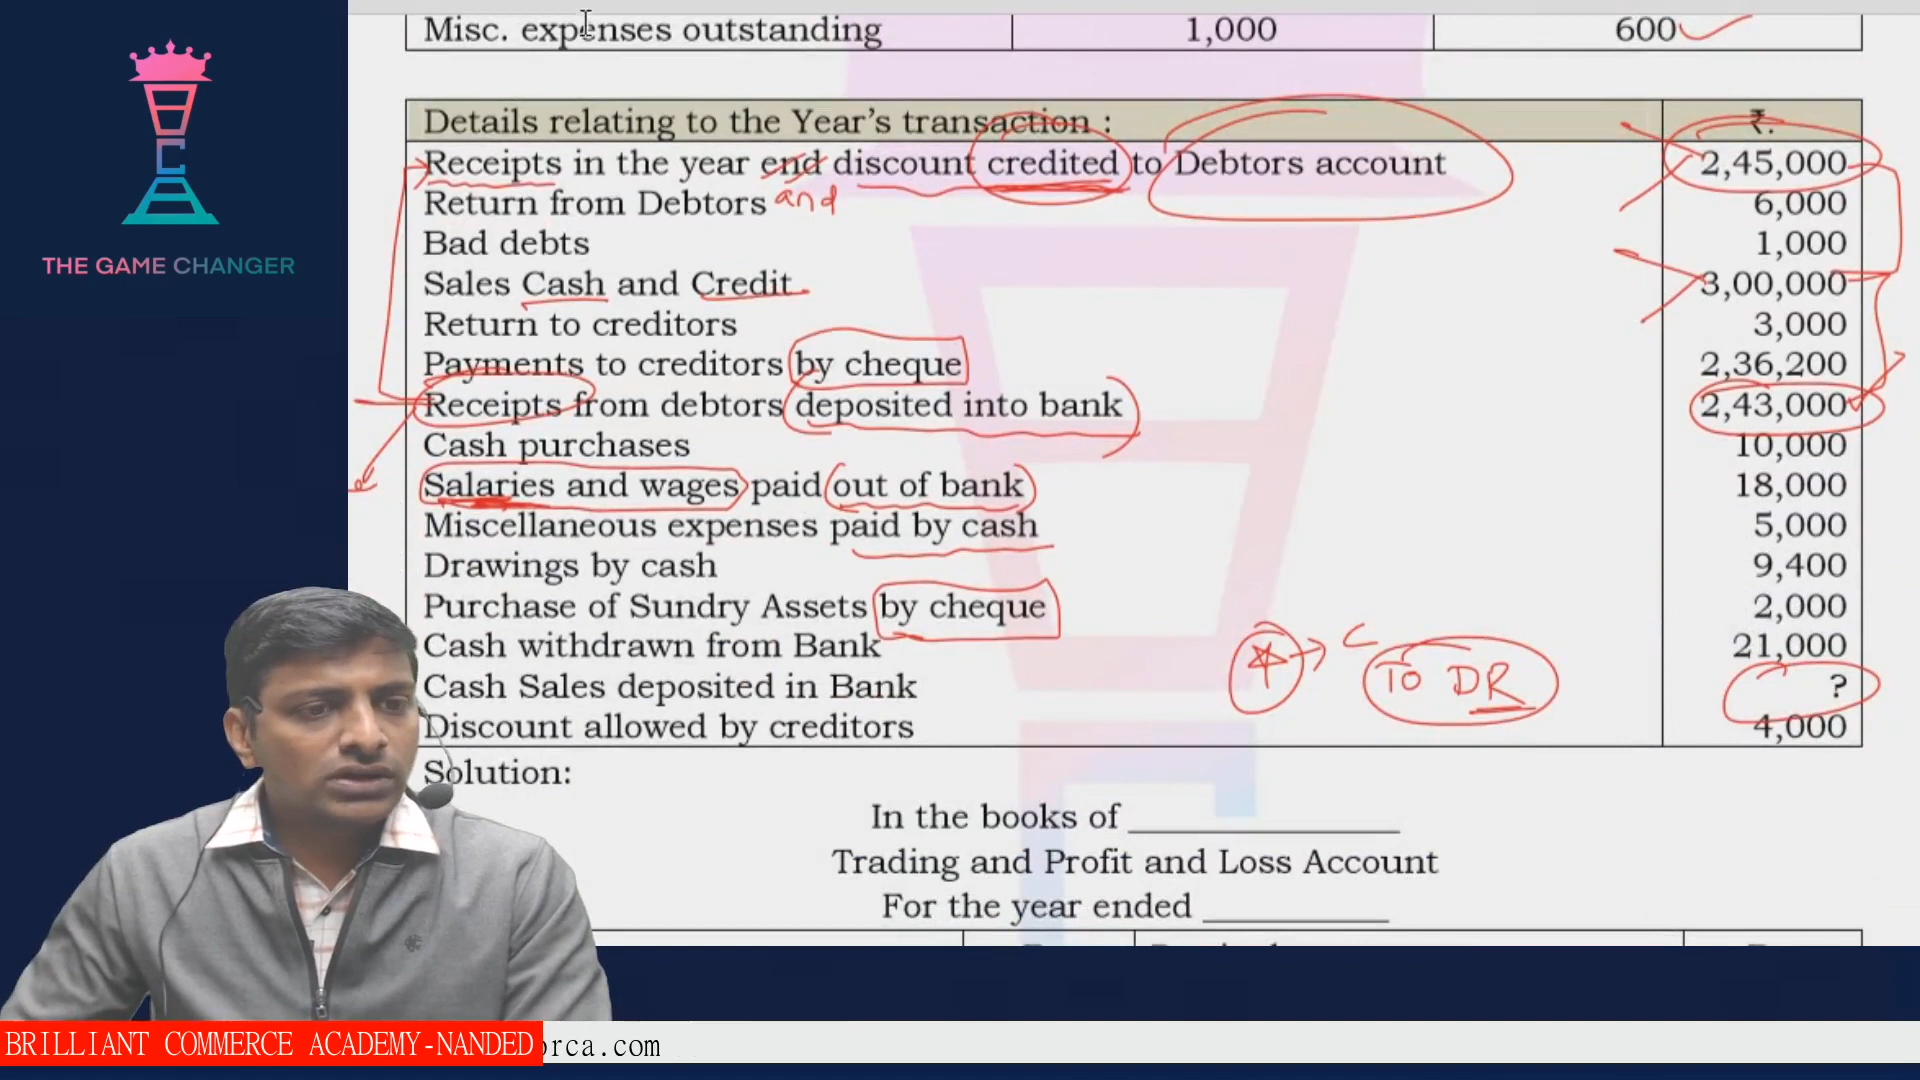 Misc. expenses outstanding 1,000 600
Details relating to the Year's transaction : ₹.
Receipts in the year end discount credited to Debtors account 2,45,000
Return from Debtors and 6,000
Bad debts 1,000
Sales Cash and Credit 3,00,000
Return to creditors 3,000
Payments to creditors by cheque 2,36,200
Receipts from debtors deposited into bank 2,43,000
Cash purchases 10,000
Salaries and wages paid out of bank 18,000
Miscellaneous expenses paid by cash 5,000
Drawings by cash 9,400
Purchase of Sundry Assets by cheque 2,000
Cash withdrawn from Bank 21,000
Cash Sales deposited in Bank ?
To DR
Discount allowed by creditors 4,000
Solution:
In the books of
Trading and Profit and Loss Account
For the year ended
THE GAME CHANGER
BRILLIANT COMMERCE ACADEMY-NANDED
orca.com